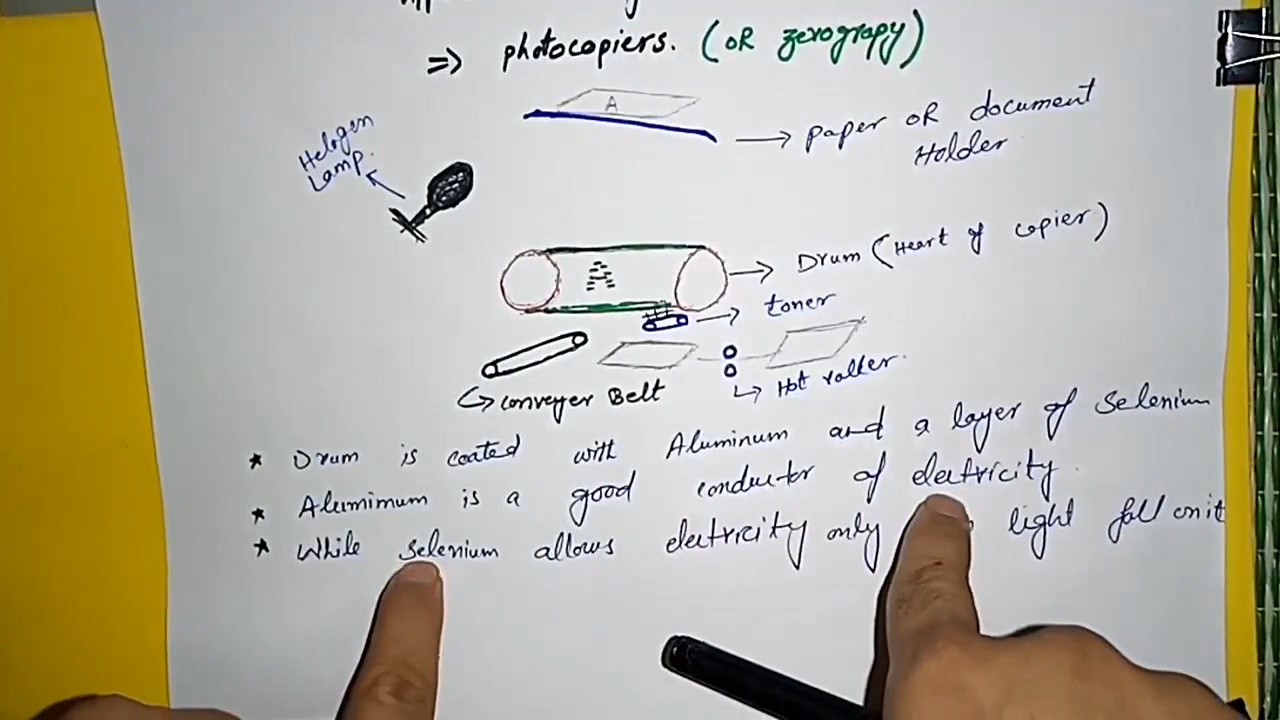 => photocopiers. (OR zerograpy)
A
→ paper OR document
Holder
Helogen
Lamp.
A
→ Drum (Heart of copier)
→ toner
↳ Hot roller.
↳ conveyer Belt
* Drum is coated with Aluminum and a layer of selenium
* Alumimum is a good conductor of electricity.
* While selenium allows electricity only light fall on it